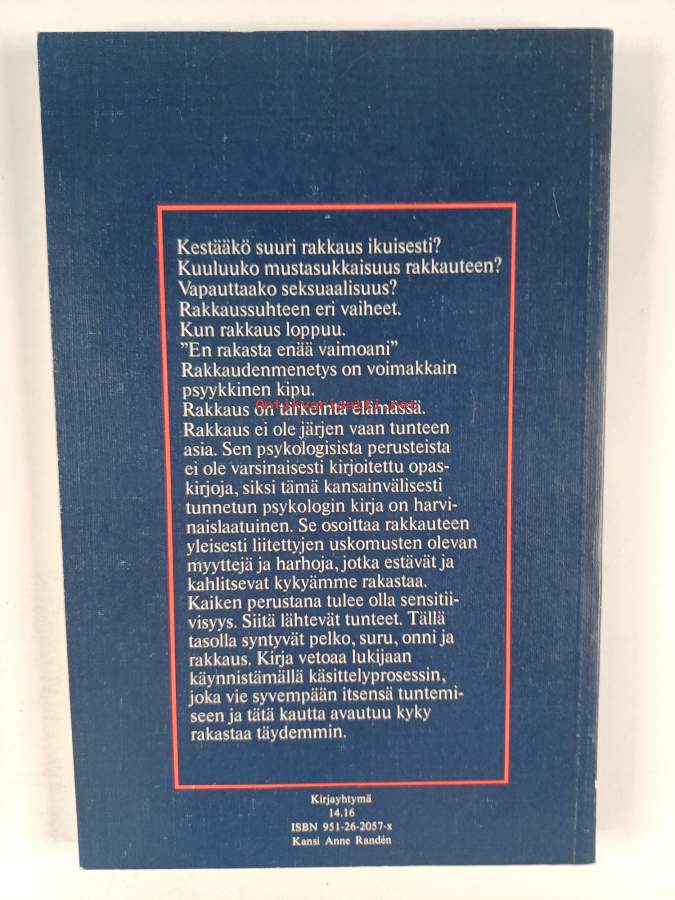 Kestääkö suuri rakkaus ikuisesti?
Kuuluuko mustasukkaisuus rakkauteen?
Vapauttaako seksuaalisuus?
Rakkaussuhteen eri vaiheet.
Kun rakkaus loppuu.
"En rakasta enää vaimoani"
Rakkaudenmenetys on voimakkain
psyykkinen kipu.
Rakkaus on tärkeintä elämässä.
Rakkaus ei ole järjen vaan tunteen
asia. Sen psykologisista perusteista
ei ole varsinaisesti kirjoitettu opas-
kirjoja, siksi tämä kansainvälisesti
tunnetun psykologin kirja on harvi-
naislaatuinen. Se osoittaa rakkauteen
yleisesti liitettyjen uskomusten olevan
myyttejä ja harhoja, jotka estävät ja
kahlitsevat kykyämme rakastaa.
Kaiken perustana tulee olla sensitii-
visyys. Siitä lähtevät tunteet. Tällä
tasolla syntyvät pelko, suru, onni ja
rakkaus. Kirja vetoaa lukijaan
käynnistämällä käsittelyprosessin,
joka vie syvempään itsensä tuntemi-
seen ja tätä kautta avautuu kyky
rakastaa täydemmin.
Kirjayhtymä
14.16
ISBN 951-26-2057-x
Kansi Anne Randén